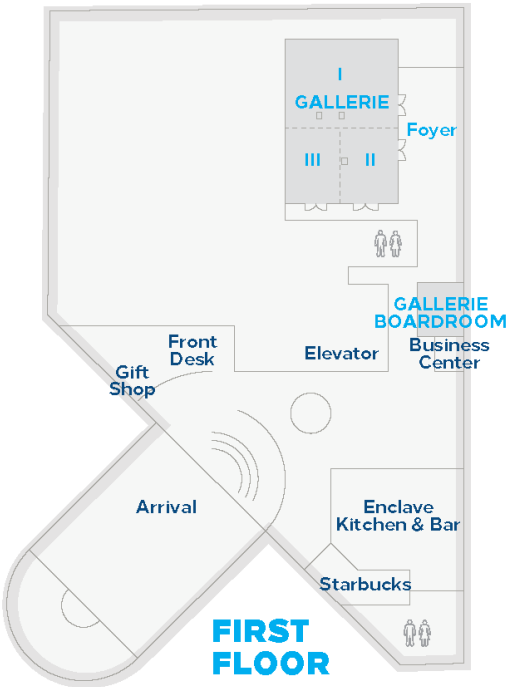 I
GALLERIE
Foyer
III
II
GALLERIE
BOARDROOM
Front
Desk
Elevator
Business
Center
Gift
Shop
Arrival
Enclave
Kitchen & Bar
Starbucks
FIRST
FLOOR